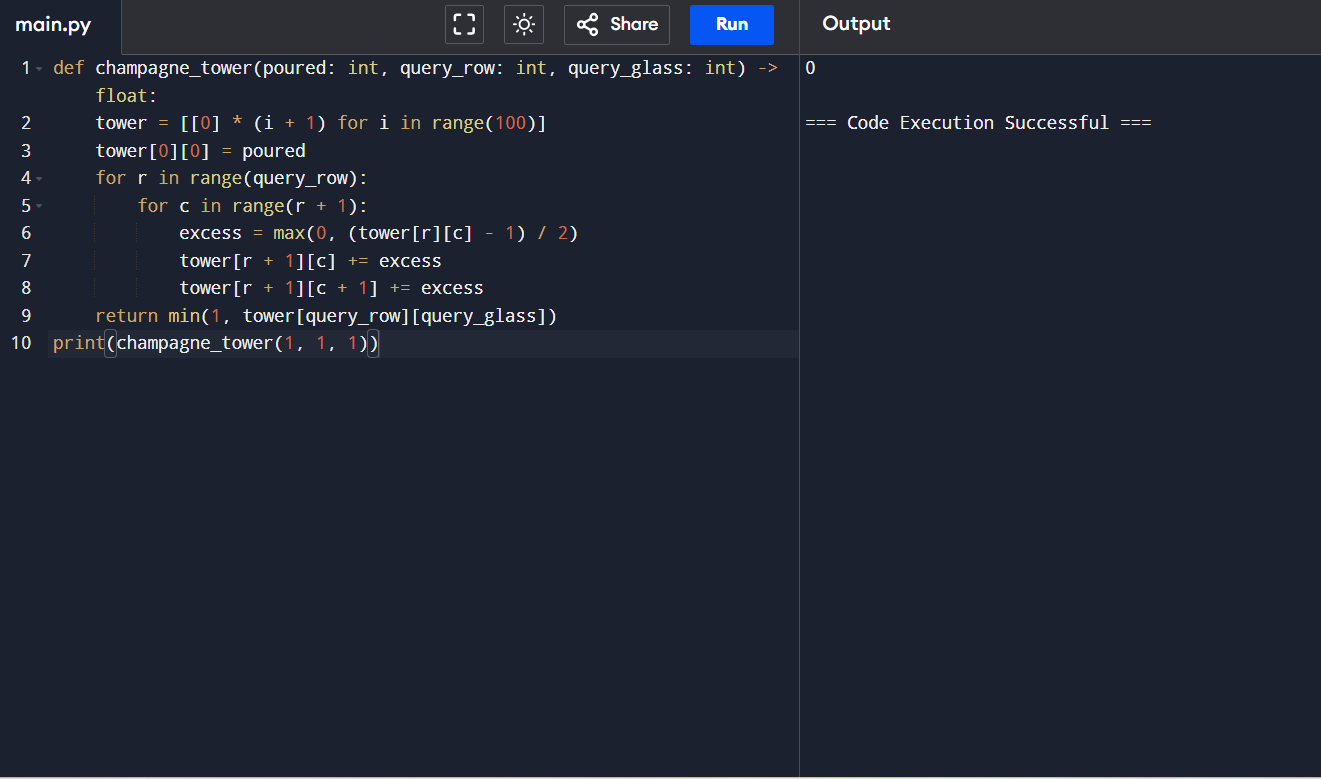 main.py
Share
Run
Output
1 def champagne_tower(poured: int, query_row: int, query_glass: int) ->
float:
2 tower = [[0] * (i + 1) for i in range(100)]
3 tower[0][0] = poured
4 for r in range(query_row):
5 for c in range(r + 1):
6 excess = max(0, (tower[r][c] - 1) / 2)
7 tower[r + 1][c] += excess
8 tower[r + 1][c + 1] += excess
9 return min(1, tower[query_row][query_glass])
10 print(champagne_tower(1, 1, 1))
0
=== Code Execution Successful ===